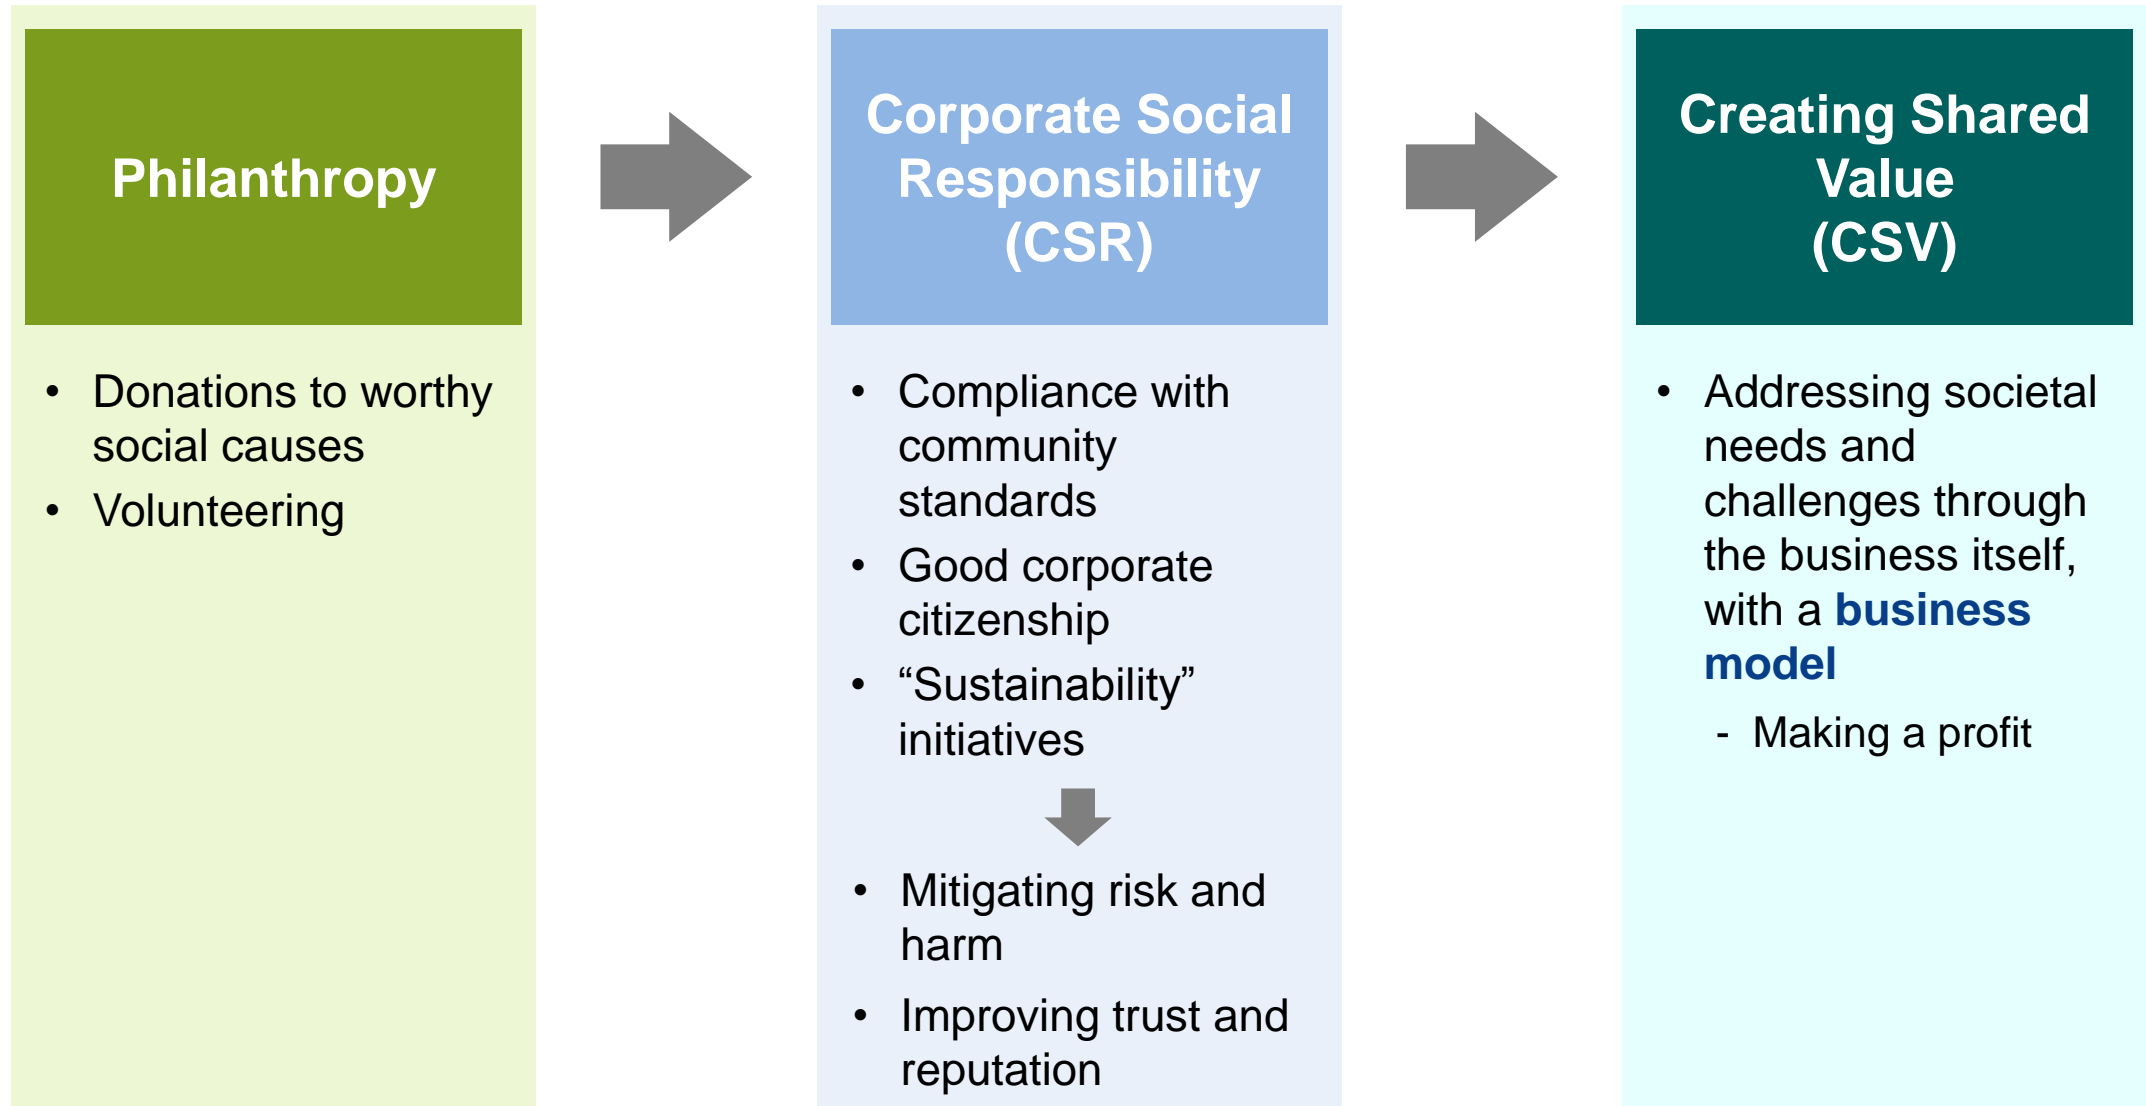 Philanthropy
• Donations to worthy
social causes
• Volunteering
Corporate Social
Responsibility
(CSR)
• Compliance with
community
standards
• Good corporate
citizenship
• “Sustainability”
initiatives
• Mitigating risk and
harm
• Improving trust and
reputation
Creating Shared
Value
(CSV)
• Addressing societal
needs and
challenges through
the business itself,
with a business
model
- Making a profit